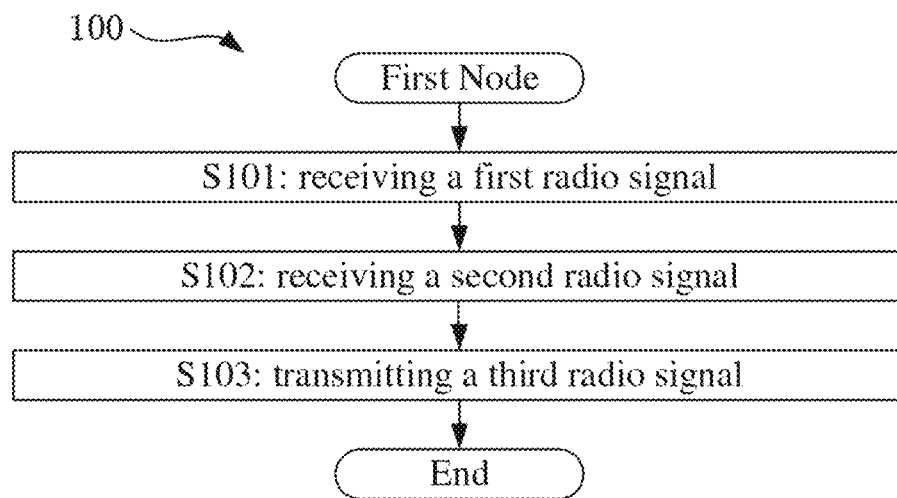 100
First Node
S101: receiving a first radio signal
S102: receiving a second radio signal
S103: transmitting a third radio signal
End